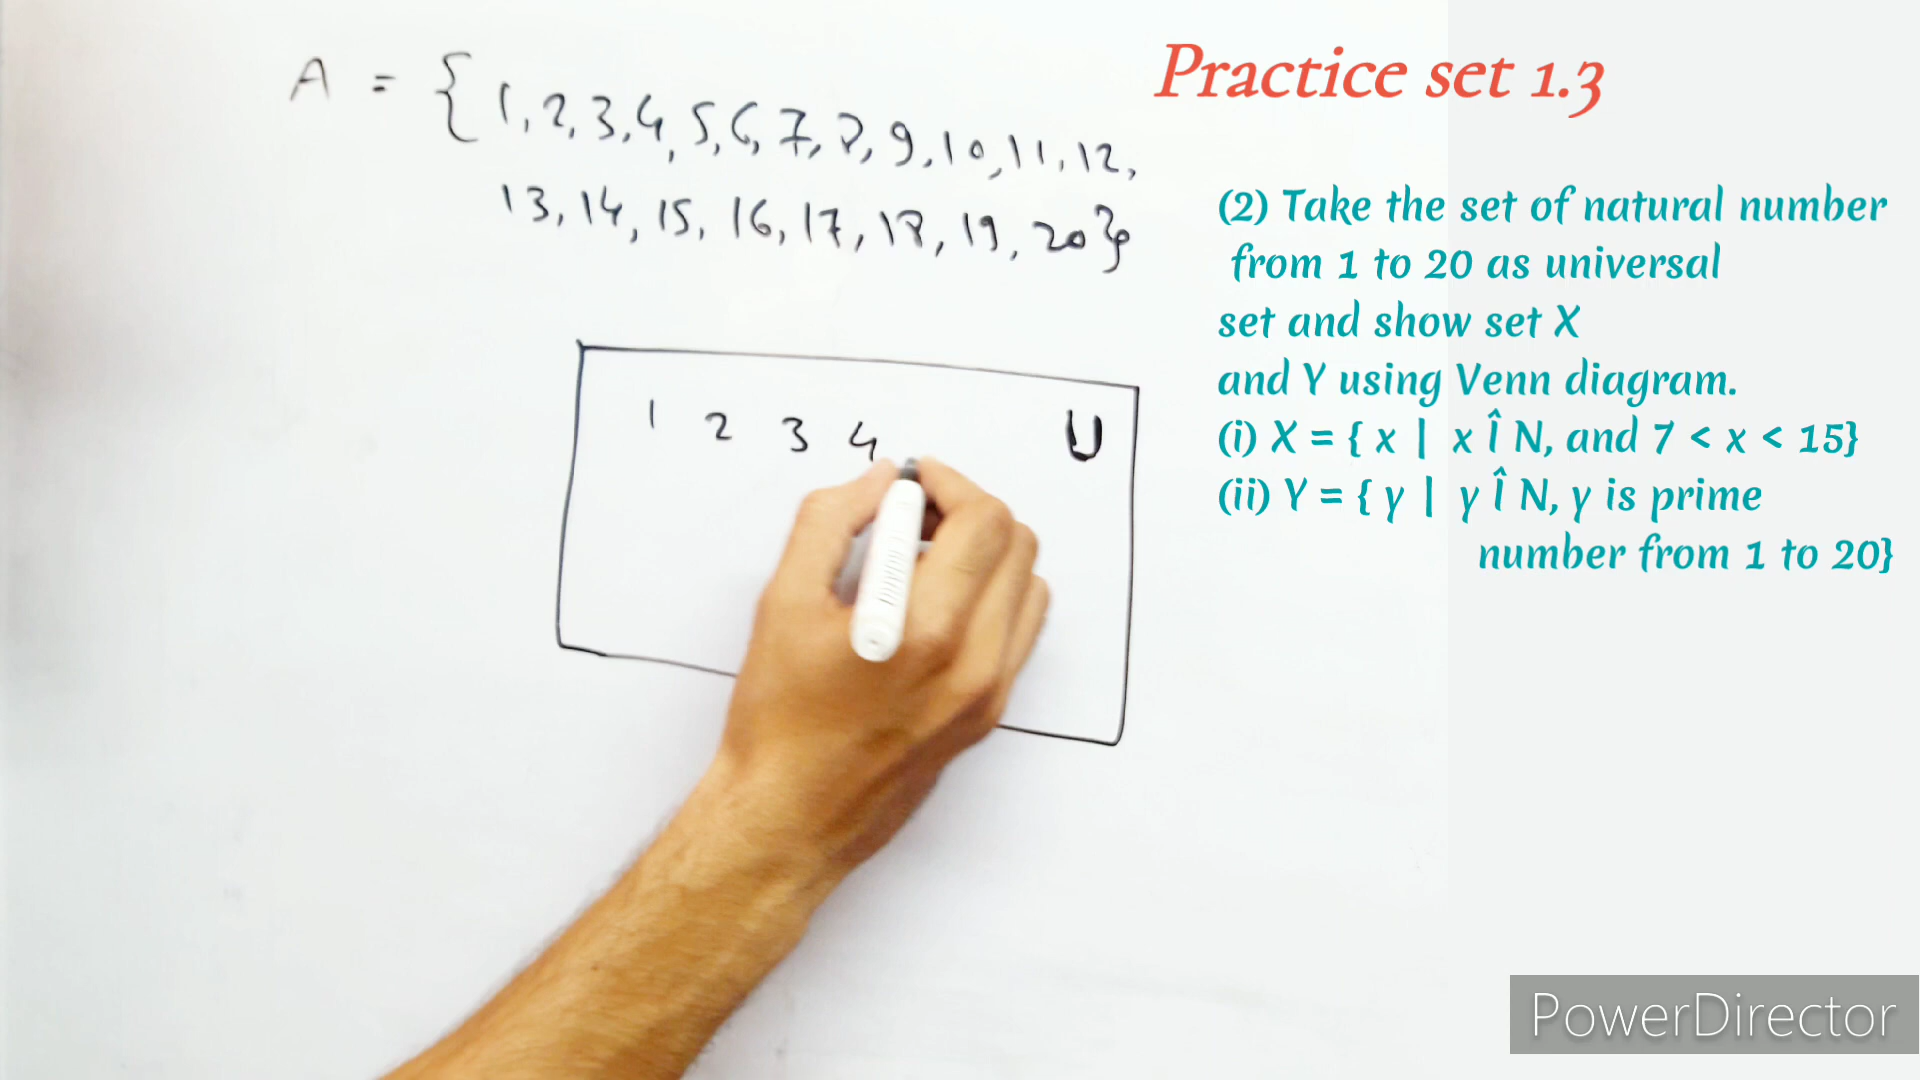 A = { 1, 2, 3, 4, 5, 6, 7, 8, 9, 10, 11, 12,
13, 14, 15, 16, 17, 18, 19, 20}
1 2 3 4 U
Practice set 1.3
(2) Take the set of natural number
from 1 to 20 as universal
set and show set X
and Y using Venn diagram.
(i) X = { x | x Î N, and 7 < x < 15}
(ii) Y = { y | y Î N, y is prime
number from 1 to 20}
PowerDirector